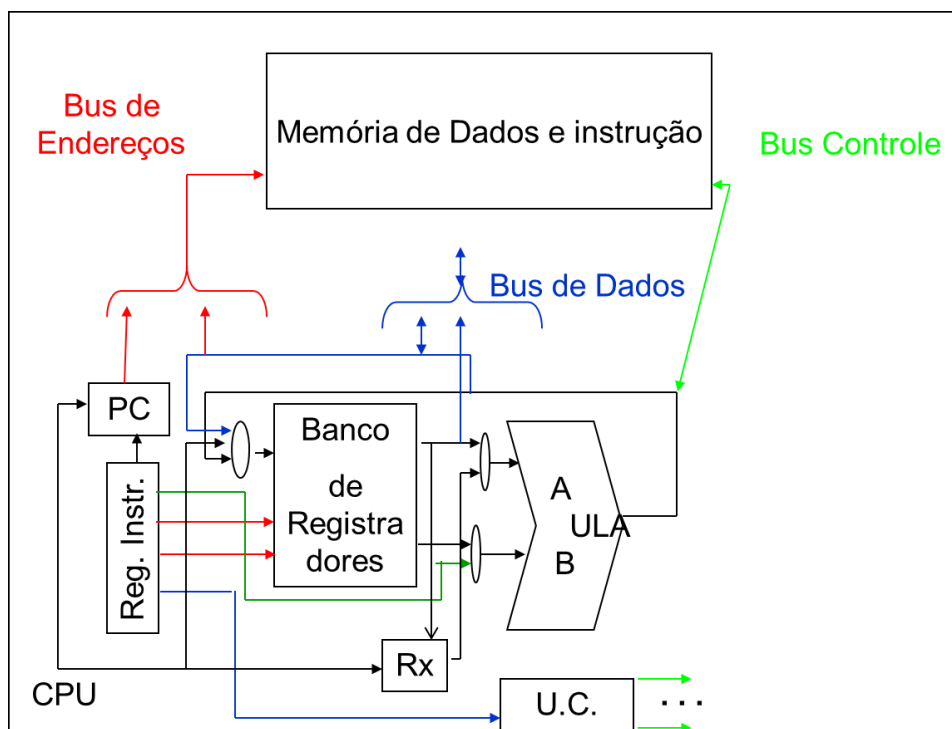 Bus de
Endereços
Memória de Dados e instrução
Bus Controle
Bus de Dados
PC
Banco
de
Registra
dores
Reg. Instr.
A
ULA
B
Rx
CPU
U.C.
...